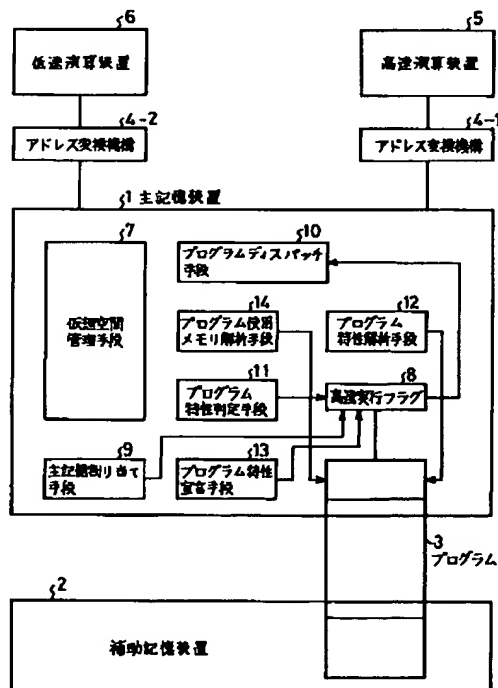 6
低速演算装置
5
高速演算装置
4-2
アドレス変換機構
4-1
アドレス変換機構
1 主記憶装置
7
仮想空間
管理手段
10
プログラムディスパッチ
手段
14
プログラム使用
メモリ解析手段
12
プログラム
特性解析手段
11
プログラム
特性判定手段
8
高速実行フラグ
9
主記憶割り当て
手段
13
プログラム特性
宣言手段
3
プログラム
2
補助記憶装置